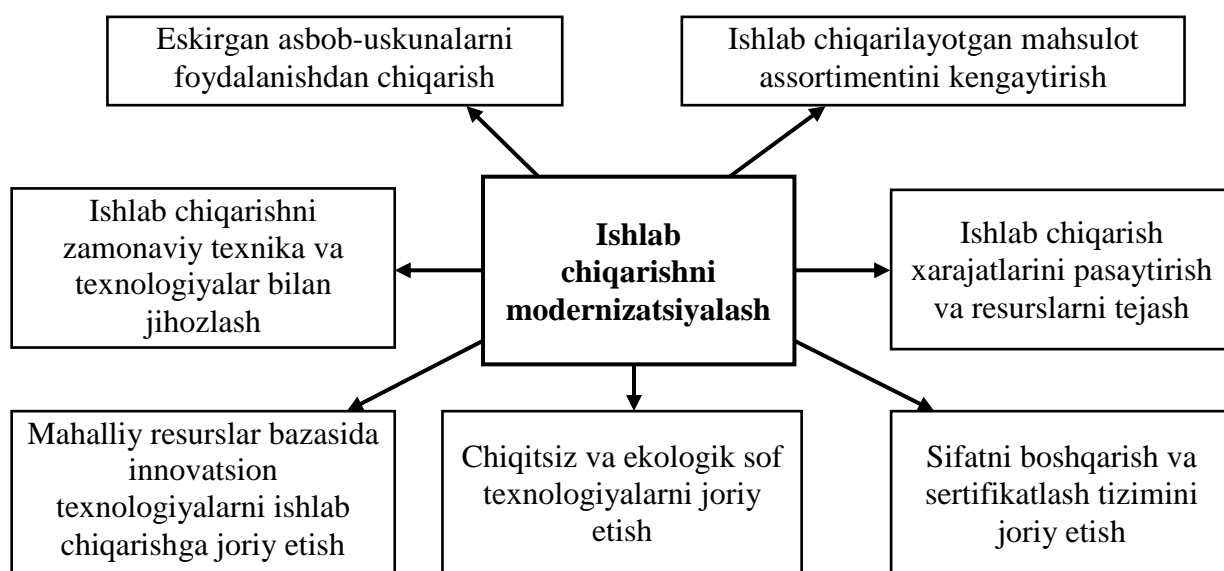 Eskirgan asbob-uskunalarni
foydalanishdan chiqarish
Ishlab chiqarilayotgan mahsulot
assortimentini kengaytirish
Ishlab chiqarishni
zamonaviy texnika va
texnologiyalar bilan
jihozlash
Ishlab
chiqarishni
modernizatsiyalash
Ishlab chiqarish
xarajatlarini pasaytirish
va resurslarni tejash
Mahalliy resurslar bazasida
innovatsion
texnologiyalarni ishlab
chiqarishga joriy etish
Chiqitsiz va ekologik sof
texnologiyalarni joriy
etish
Sifatni boshqarish va
sertifikatlash tizimini
joriy etish